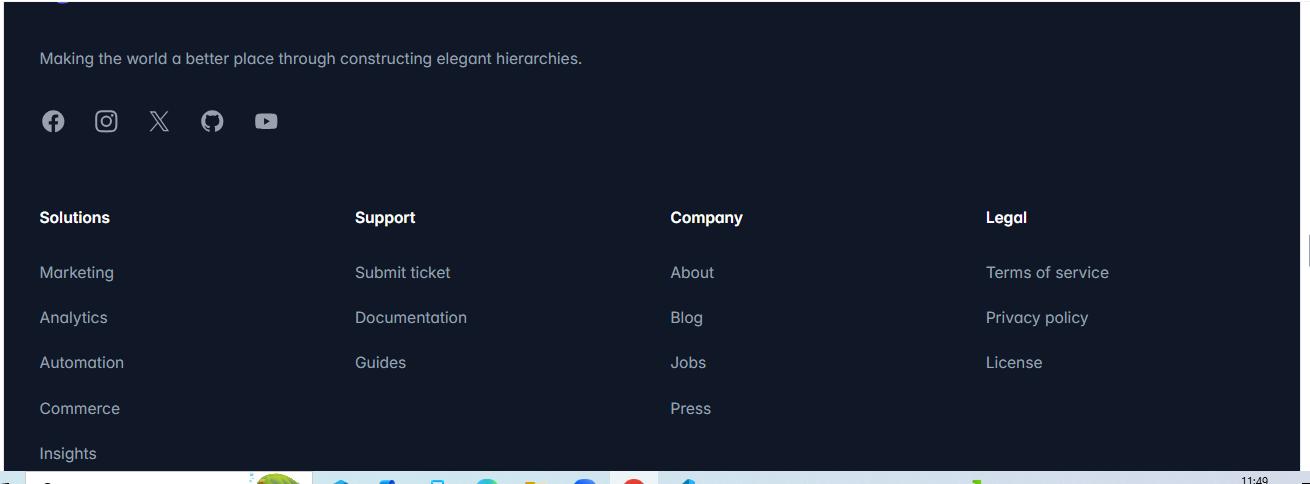 Making the world a better place through constructing elegant hierarchies.
Solutions
Marketing
Analytics
Automation
Commerce
Insights
Support
Submit ticket
Documentation
Guides
Company
About
Blog
Jobs
Press
Legal
Terms of service
Privacy policy
License
11:49